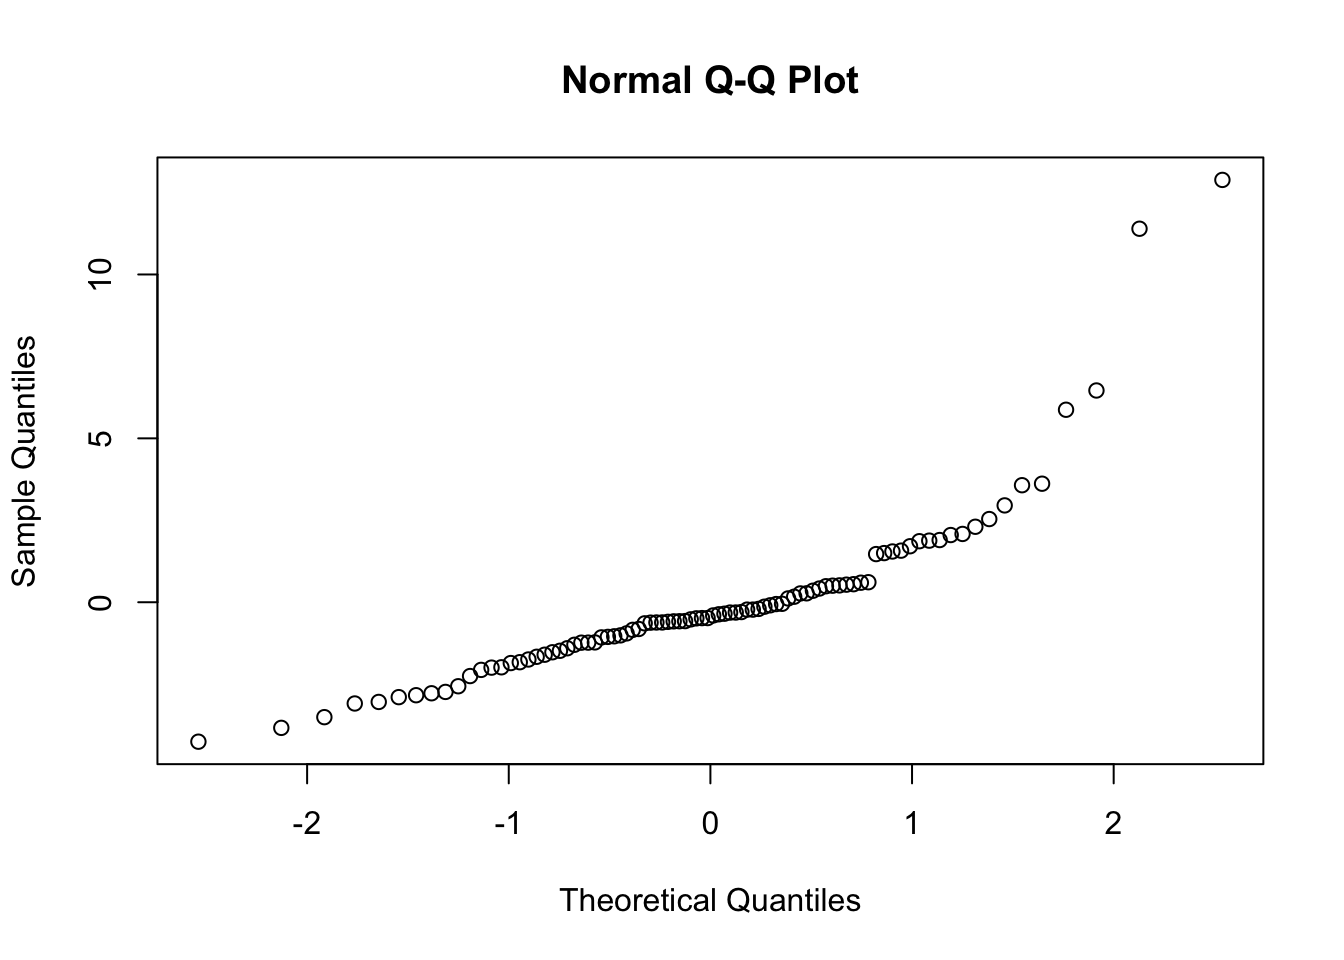 Normal Q-Q Plot
Sample Quantiles
10
5
0
-2 -1 0 1 2
Theoretical Quantiles